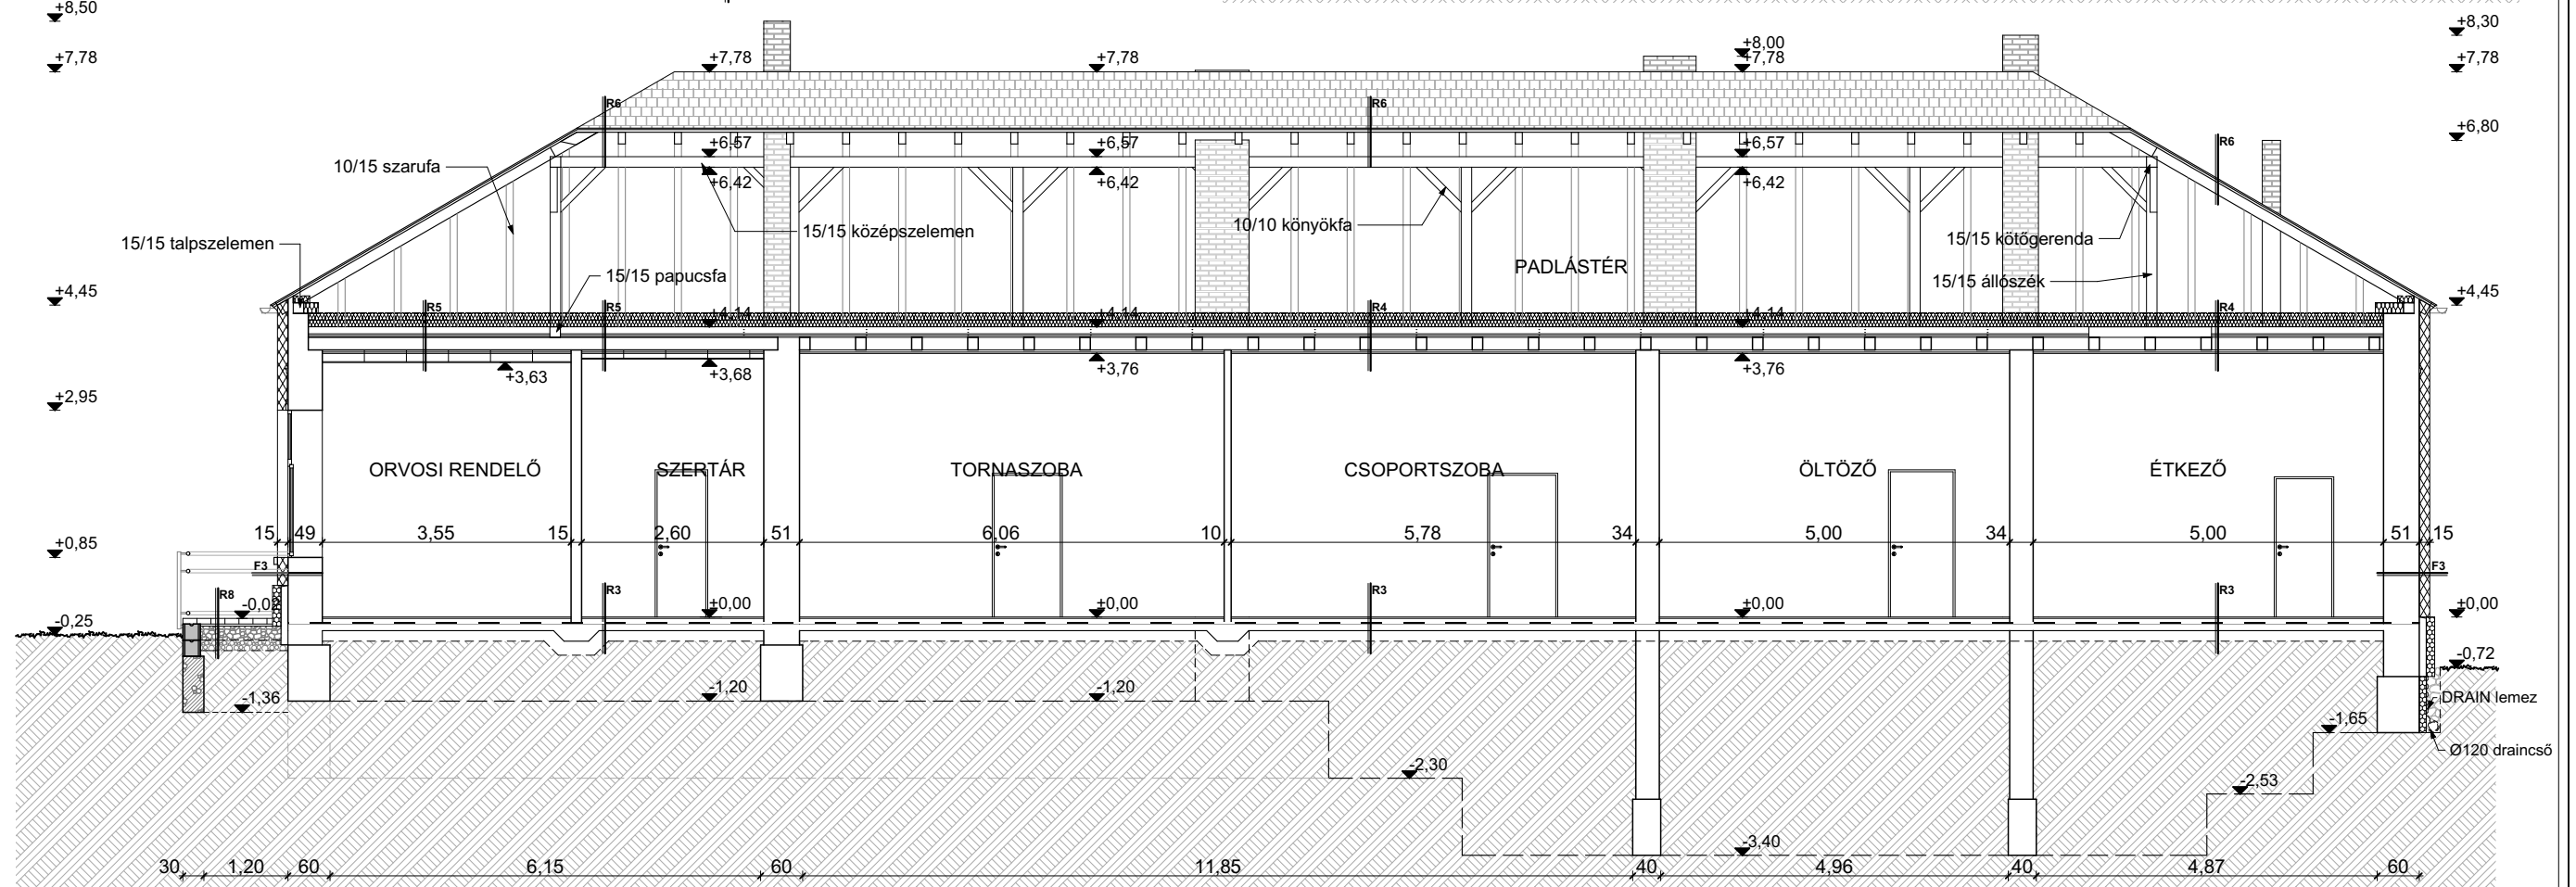 +8,50
+8,30
+8,00
+7,78
+7,78
+7,78
+7,78
+7,78
R6
R6
+6,80
R6
+6,57
+6,57
+6,57
10/15 szarufa
+6,42
+6,42
+6,42
15/15 középszelemen
10/10 könyökfa
15/15 kötőgerenda
15/15 talpszelemen
PADLÁSTÉR
15/15 papucsfa
15/15 állószék
+4,45
+4,45
R5
R5
R4
R4
+4,14
+4,14
+4,14
+3,63
+3,68
+3,76
+3,76
+2,95
ORVOSI RENDELŐ
SZERTÁR
TORNASZOBA
CSOPORTSZOBA
ÖLTÖZŐ
ÉTKEZŐ
15 49 3,55 15 2,60 51 6,06 10 5,78 34 5,00 34 5,00 51 15
+0,85
F3
F3
R8
R3
R3
R3
-0,02
+0,00
+0,00
+0,00
+0,00
-0,25
-0,72
-1,36
-1,20
-1,20
DRAIN lemez
-1,65
Ø120 draincső
-2,30
-2,53
-3,40
30 1,20 60 6,15 60 11,85 40 4,96 40 4,87 60